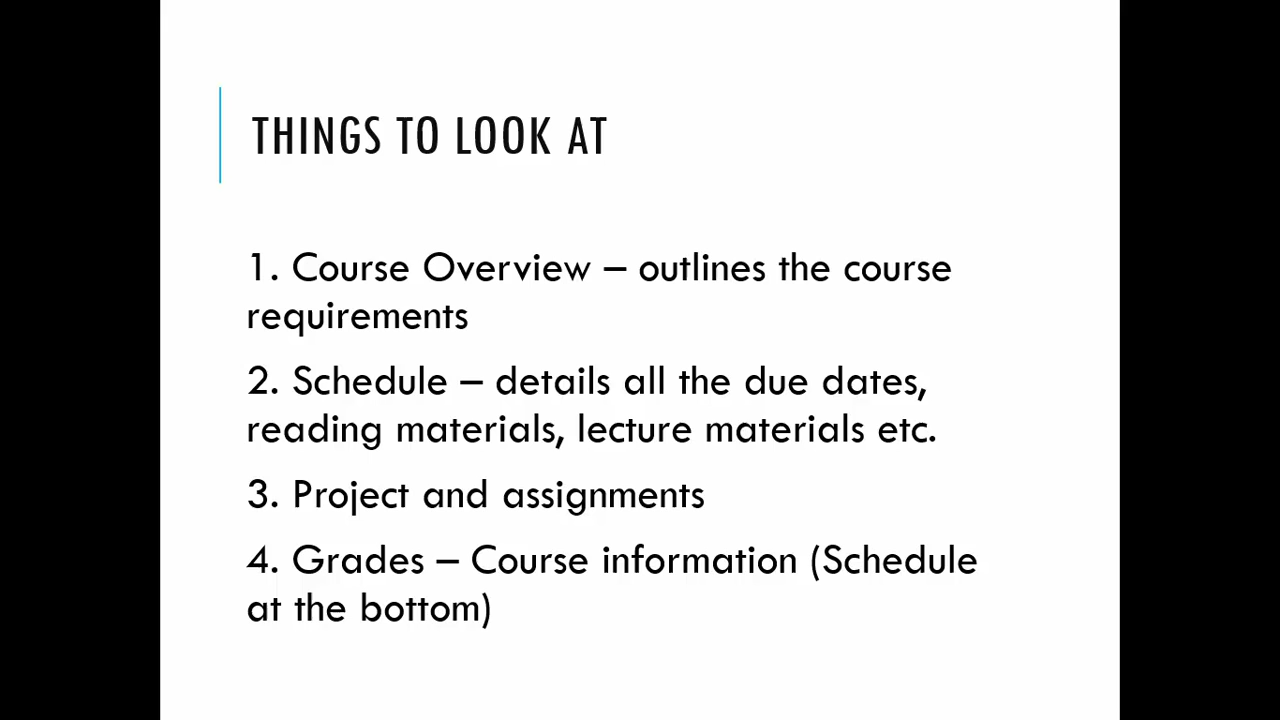 THINGS TO LOOK AT
1. Course Overview – outlines the course
requirements
2. Schedule – details all the due dates,
reading materials, lecture materials etc.
3. Project and assignments
4. Grades – Course information (Schedule
at the bottom)